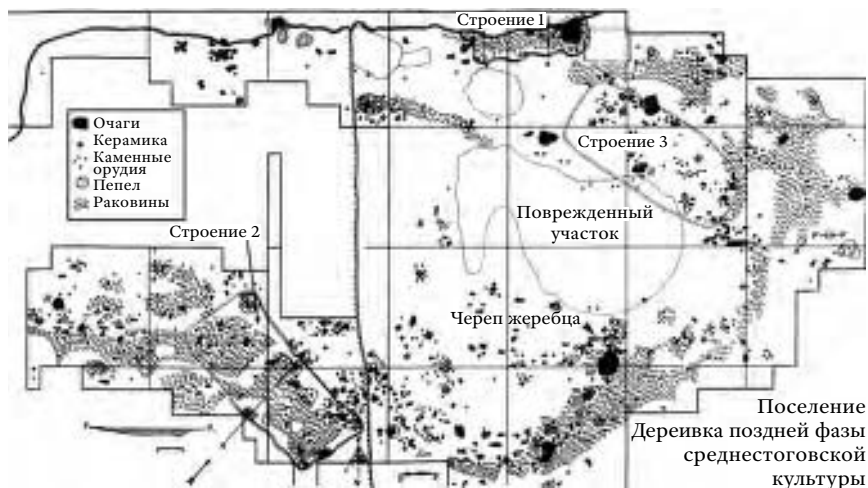 Строение 1
Очаги
Керамика
Каменные
орудия
Пепел
Раковины
Строение 3
Поврежденный
участок
Строение 2
Череп жеребца
Поселение
Дереивка поздней фазы
среднестоговской
культуры